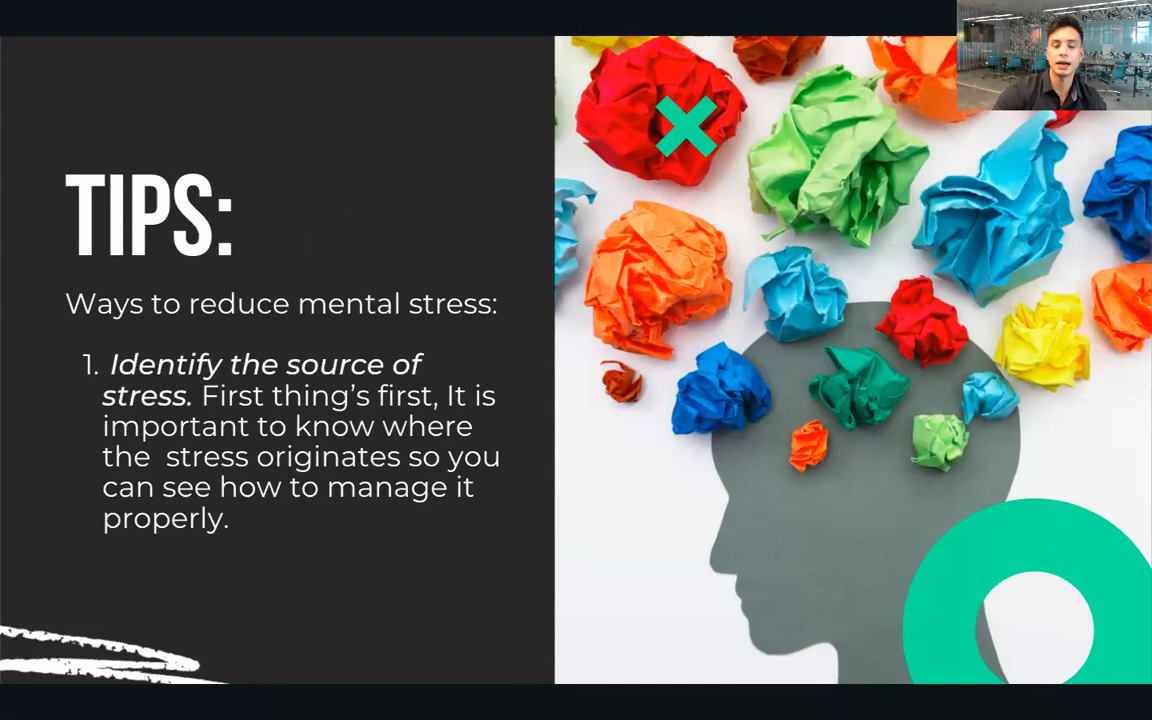 TIPS:
Ways to reduce mental stress:
1. Identify the source of
stress. First thing’s first, It is
important to know where
the  stress originates so you
can see how to manage it
properly.